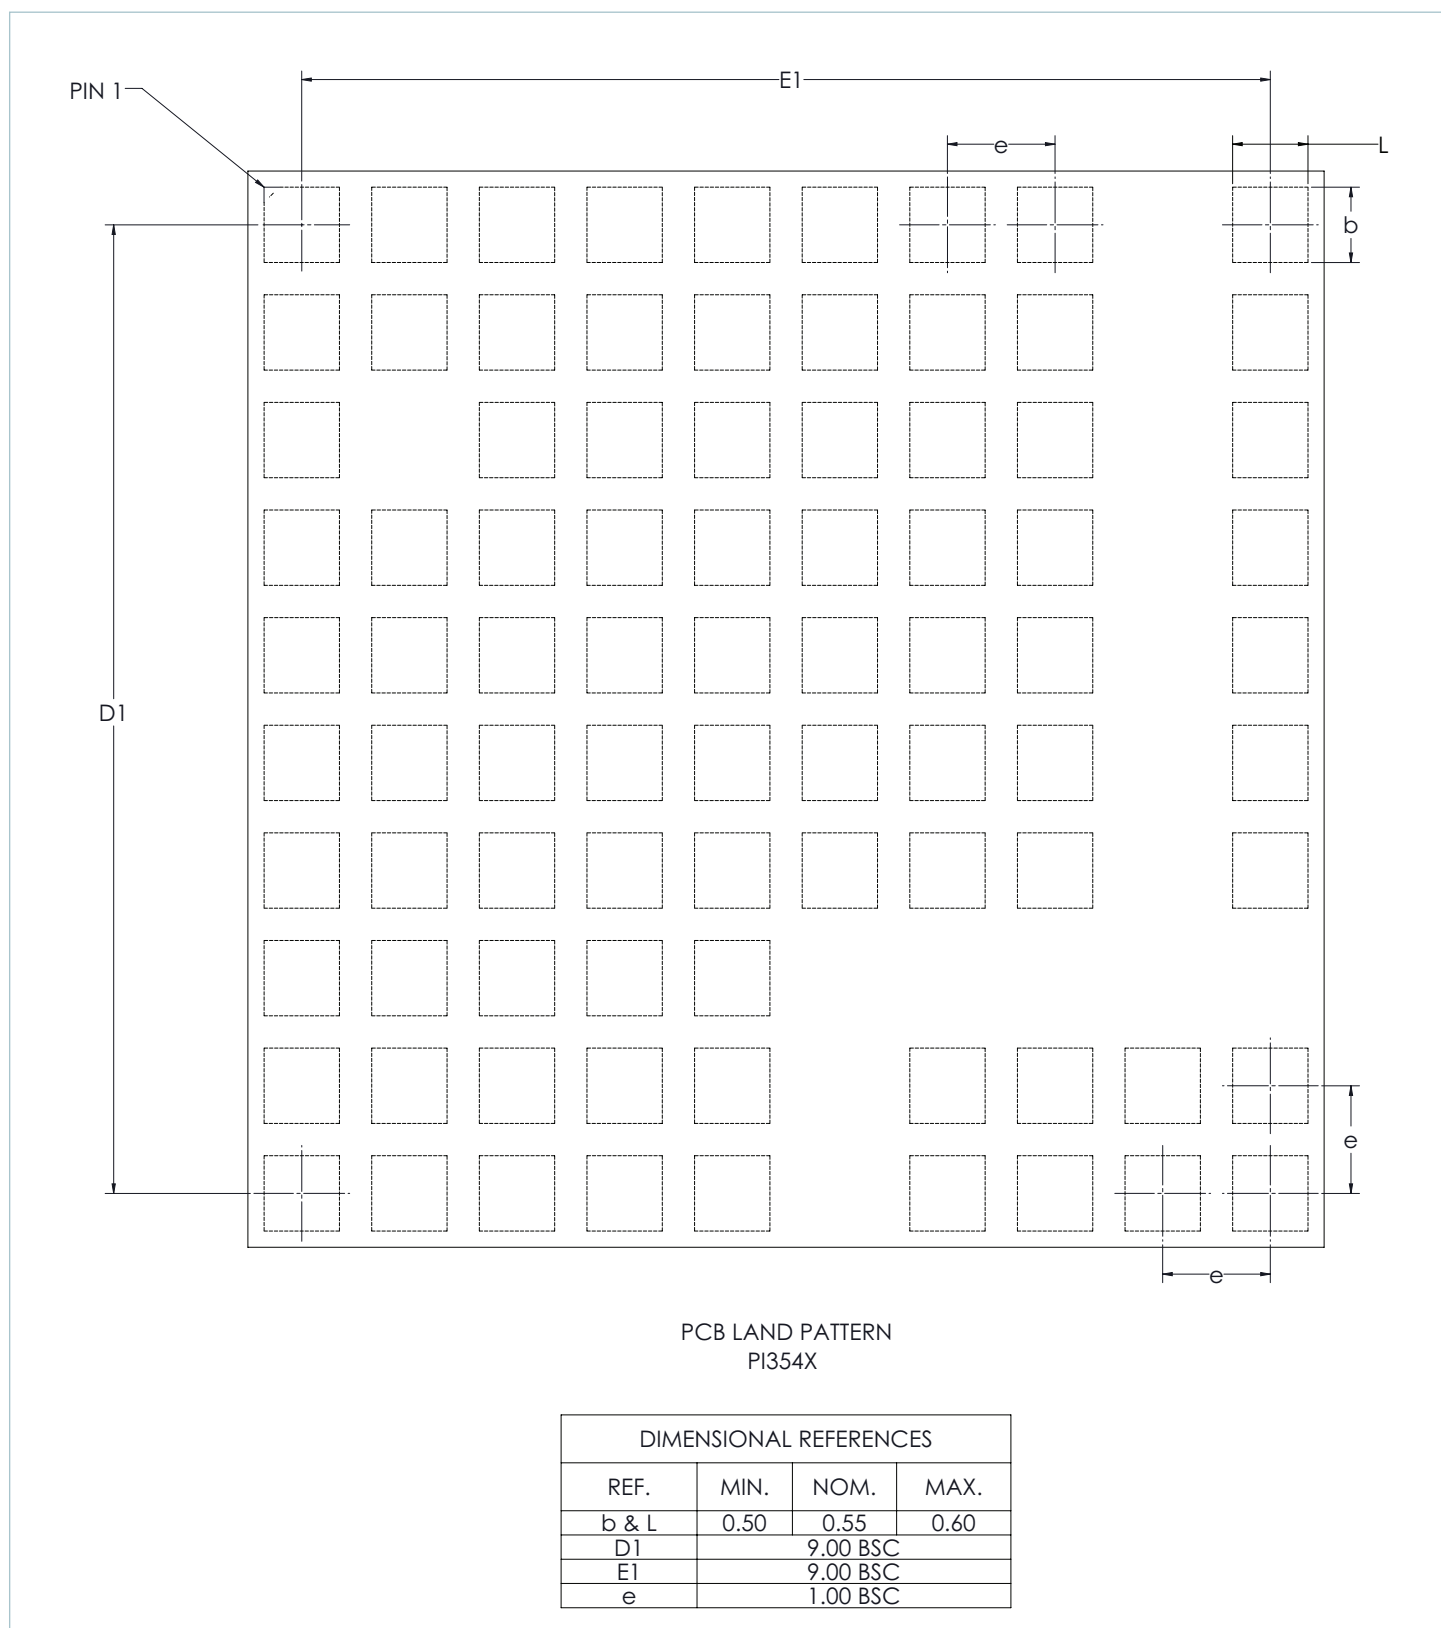 E1
PIN 1
e
L
b
D1
e
e
PCB LAND PATTERN
PI354X
DIMENSIONAL REFERENCES
REF. MIN. NOM. MAX.
b & L 0.50 0.55 0.60
D1 9.00 BSC
E1 9.00 BSC
e 1.00 BSC